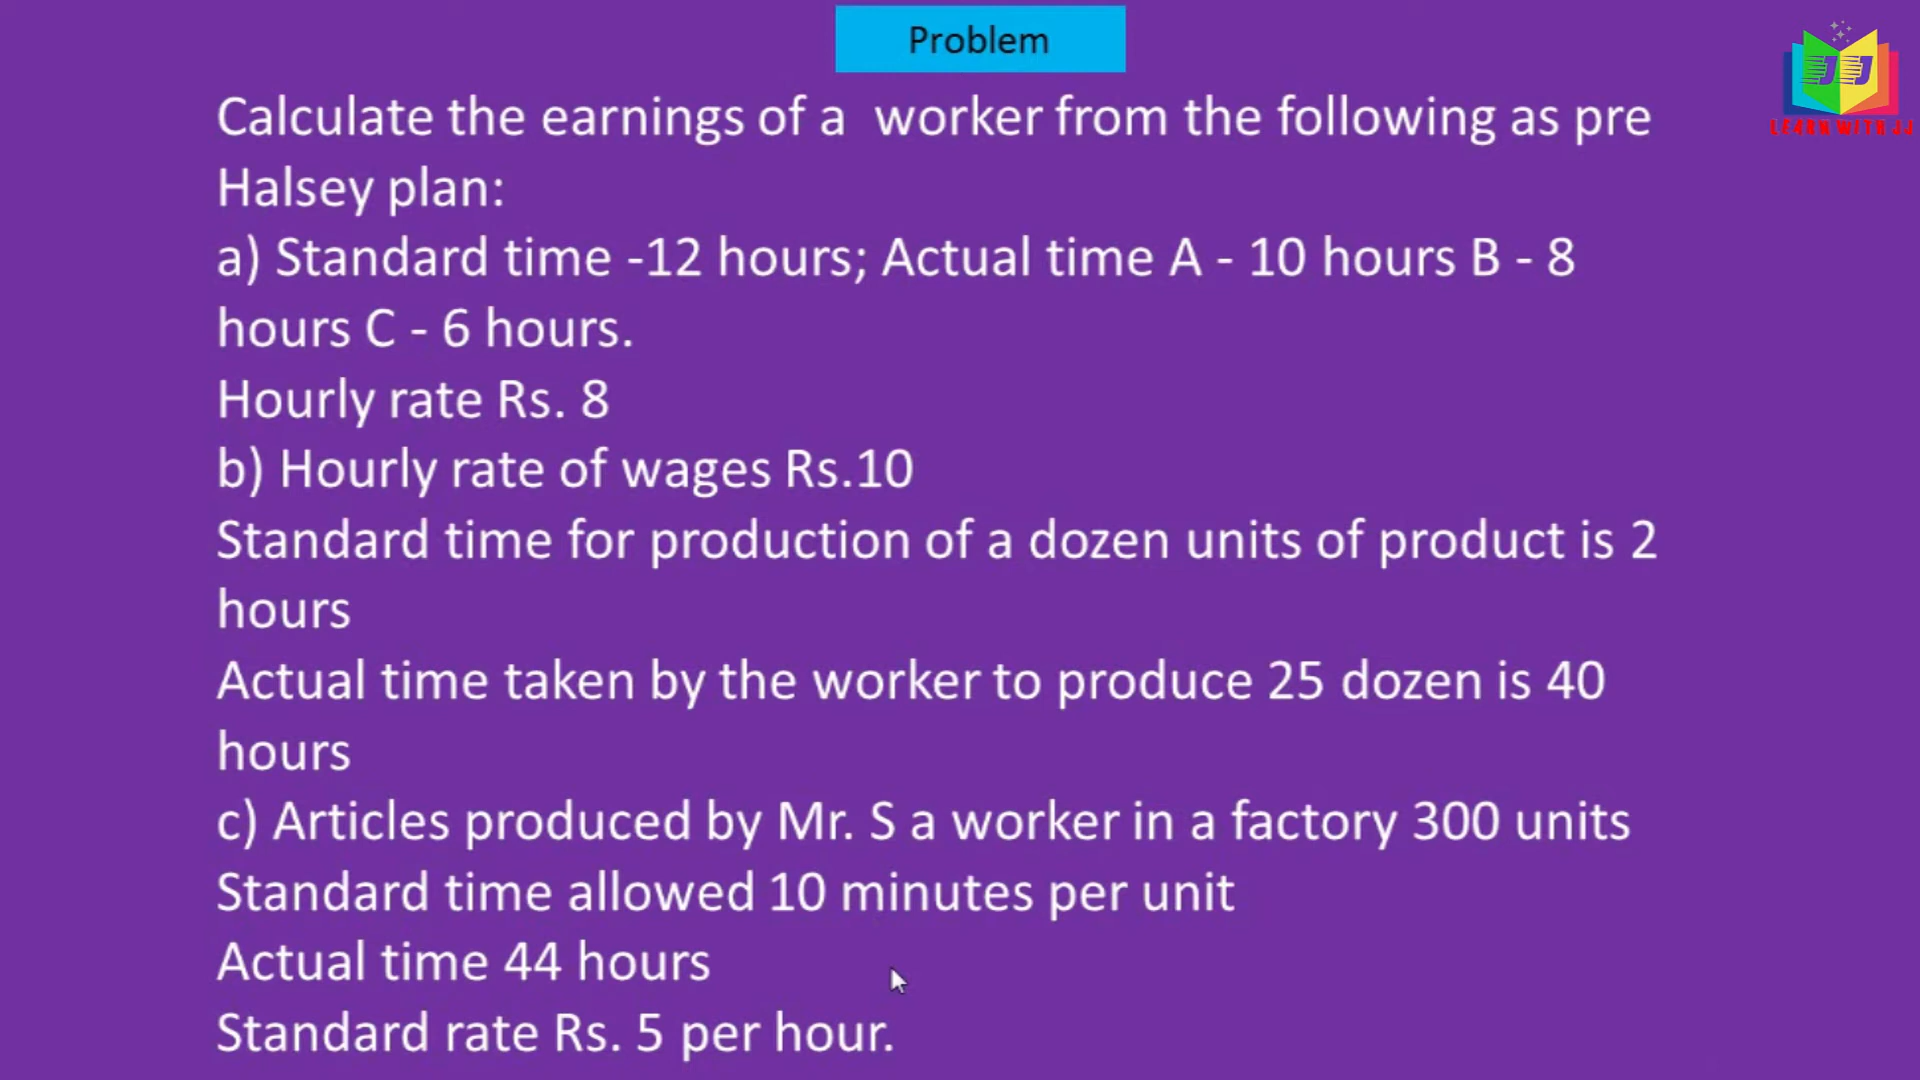 Problem
Calculate the earnings of a worker from the following as pre
Halsey plan:
a) Standard time -12 hours; Actual time A - 10 hours B - 8
hours C - 6 hours.
Hourly rate Rs. 8
b) Hourly rate of wages Rs.10
Standard time for production of a dozen units of product is 2
hours
Actual time taken by the worker to produce 25 dozen is 40
hours
c) Articles produced by Mr. S a worker in a factory 300 units
Standard time allowed 10 minutes per unit
Actual time 44 hours
Standard rate Rs. 5 per hour.
JJ
LEARN WITH JJ